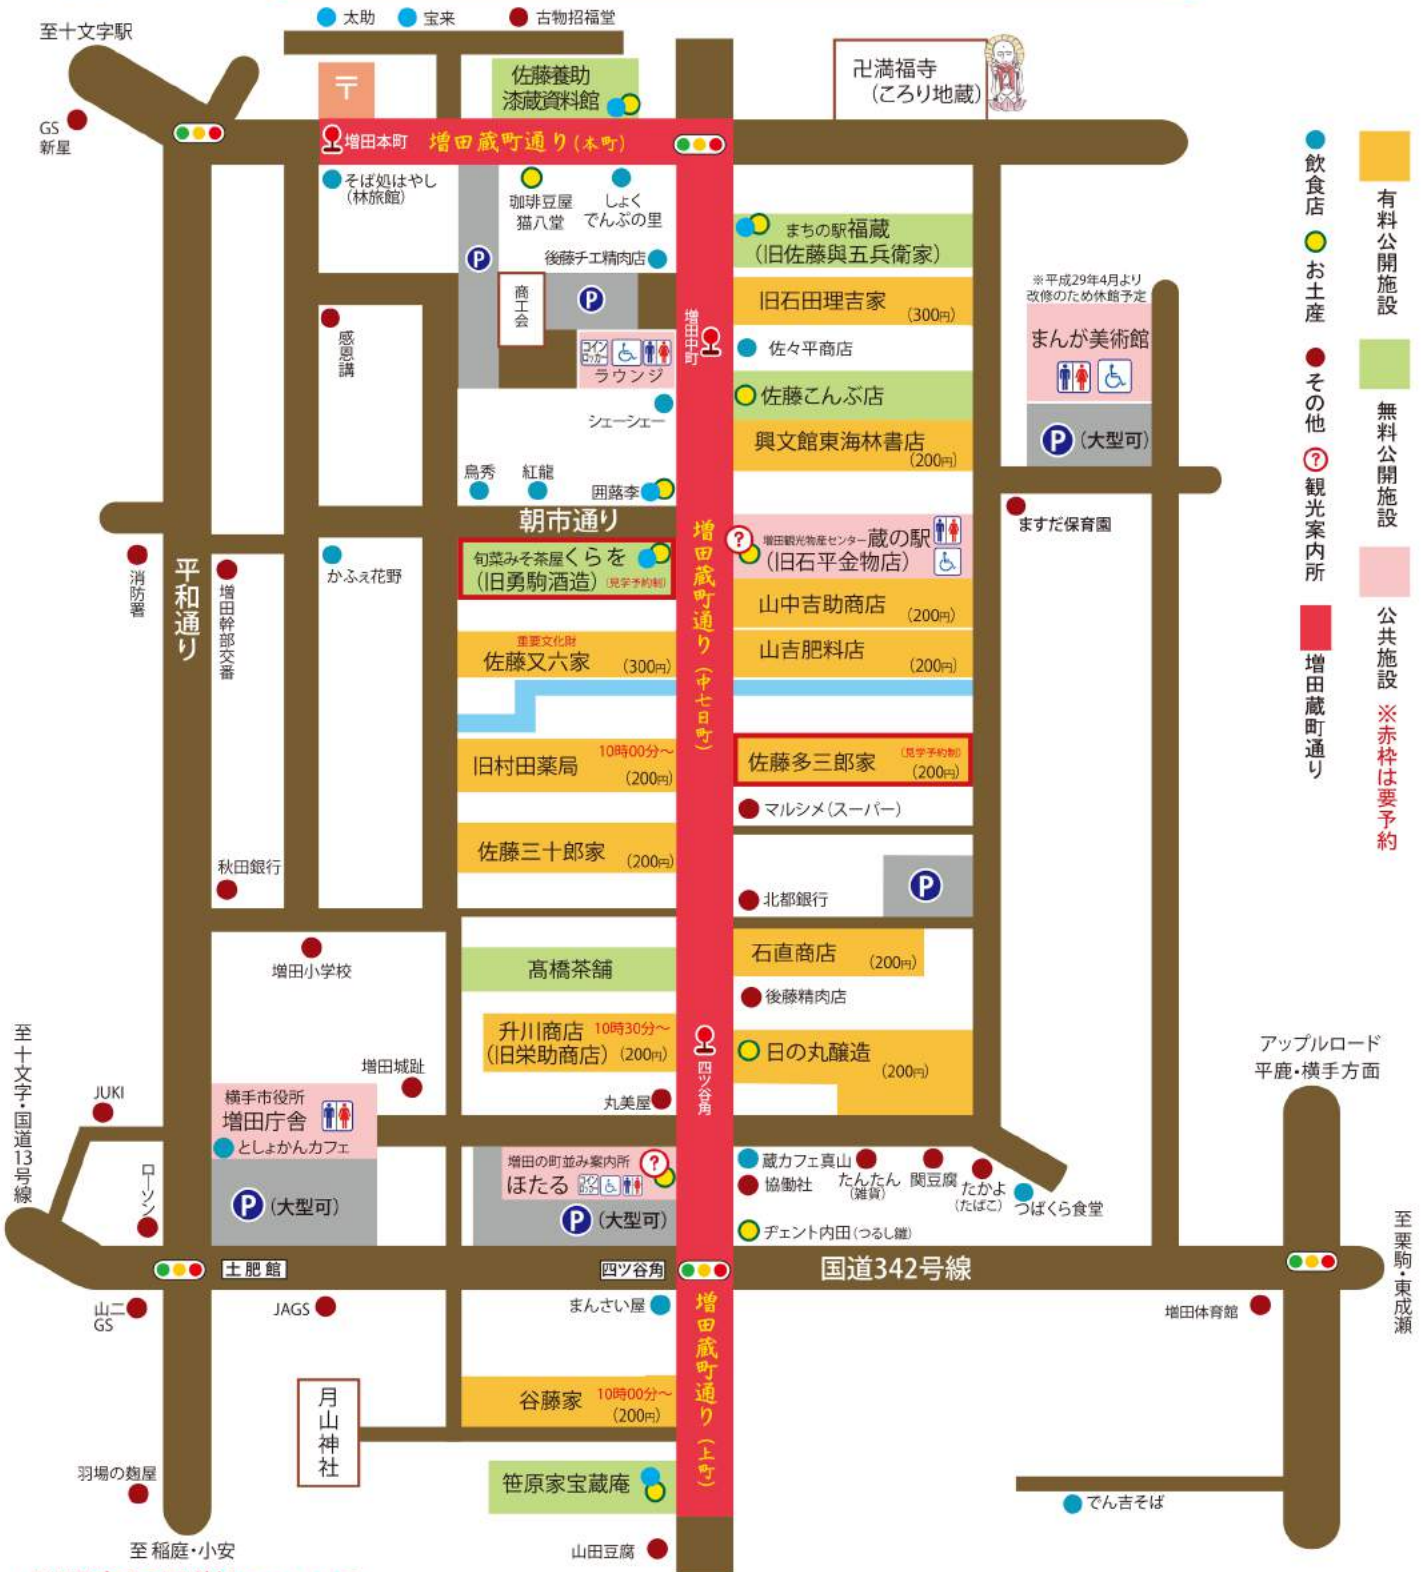 至十文字駅
太助
宝来
古物招福堂
〒
佐藤養助
漆蔵資料館
卍満福寺
(ころり地蔵)
GS
新星
増田本町
増田蔵町通り(本町)
そば処はやし
(林旅館)
珈琲豆屋
猫八堂
しょく
でんぶの里
後藤チエ精肉店
P
商工会
P
コインロッカー
ラウンジ
感恩講
シェーシェー
鳥秀
紅龍
囲蕗李
朝市通り
増田中町
まちの駅福蔵
(旧佐藤與五兵衛家)
旧石田理吉家
(300円)
佐々平商店
佐藤こんぶ店
興文館東海林書店
(200円)
※平成29年4月より
改修のため休館予定
まんが美術館
P(大型可)
ますだ保育園
?
増田観光物産センター蔵の駅
(旧石平金物店)
山中吉助商店
(200円)
山吉肥料店
(200円)
佐藤多三郎家
(見学予約制)
(200円)
マルシメ(スーパー)
北都銀行
P
石直商店
(200円)
後藤精肉店
日の丸醸造
(200円)
増田蔵町通り(中七日町)
旬菜みそ茶屋くらを
(旧勇駒酒造)(見学予約制)
重要文化財
佐藤又六家
(300円)
旧村田薬局
10時00分～
(200円)
佐藤三十郎家
(200円)
髙橋茶舗
升川商店
10時30分～
(旧栄助商店)(200円)
丸美屋
四ツ谷角
消防署
平和通り
増田幹部交番
かふぇ花野
秋田銀行
増田小学校
増田城趾
横手市役所
増田庁舎
としょかんカフェ
P(大型可)
至十文字・国道13号線
JUKI
ローソン
増田の町並み案内所
?
ほたる
P(大型可)
蔵カフェ真山
協働社
たんたん
(雑貨)
関豆腐
たかよ
(たばこ)
つばくら食堂
ヂェント内田(つるし雛)
土肥館
四ツ谷角
国道342号線
アップルロード
平鹿・横手方面
至栗駒・東成瀬
山二
GS
JAGS
まんさい屋
増田蔵町通り(上町)
増田体育館
月山神社
谷藤家
10時00分～
(200円)
羽場の麹屋
笹原家宝蔵庵
でん吉そば
至 稲庭・小安
山田豆腐
有料公開施設
無料公開施設
公共施設
※赤枠は要予約
飲食店
お土産
その他
?
観光案内所
増田蔵町通り